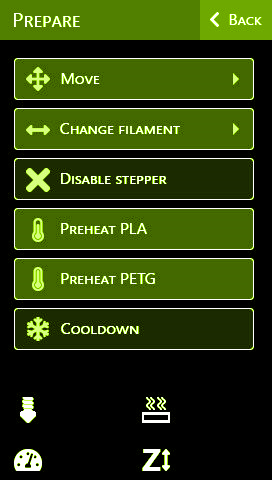 Prepare
Back
Move
Change filament
Disable stepper
Preheat PLA
Preheat PETG
Cooldown
Z